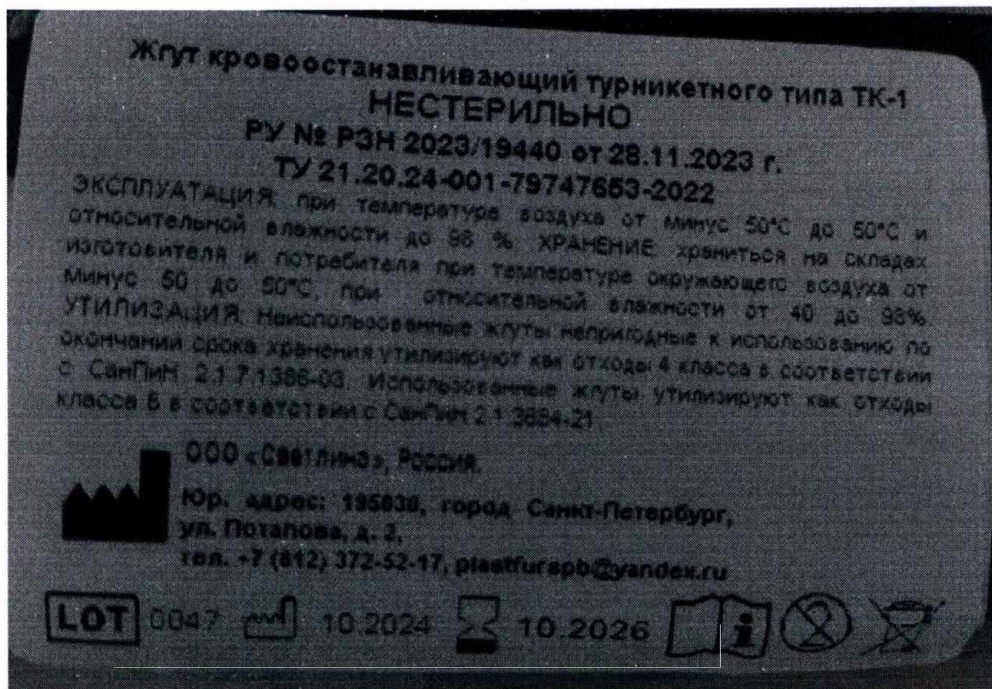 Жгут кровоостанавливающий турникетного типа ТК-1
НЕСТЕРИЛЬНО
РУ № РЗН 2023/19440 от 28.11.2023 г.
ТУ 21.20.24-001-79747653-2022
ЭКСПЛУАТАЦИЯ: при температуре воздуха от минус 50°С до 50°С и
относительной влажности до 98 %. ХРАНЕНИЕ: храниться на складах
изготовителя и потребителя при температуре окружающего воздуха от
минус 50 до 50°С, при относительной влажности от 40 до 98%.
УТИЛИЗАЦИЯ: Неиспользованные жгуты непригодные к использованию по
окончании срока хранения утилизируют как отходы 4 класса в соответствии
с СанПиН 2.1.7.1386-03. Использованные жгуты утилизируют как отходы
класса Б в соответствии с СанПин 2.1.3684-21.
ООО «Светлина», Россия.
Юр. адрес: 195030, город Санкт-Петербург,
ул. Потапова, д. 2,
тел. +7 (812) 372-52-17, plastfurspb@yandex.ru
LOT 0047 10.2024 10.2026 i 2